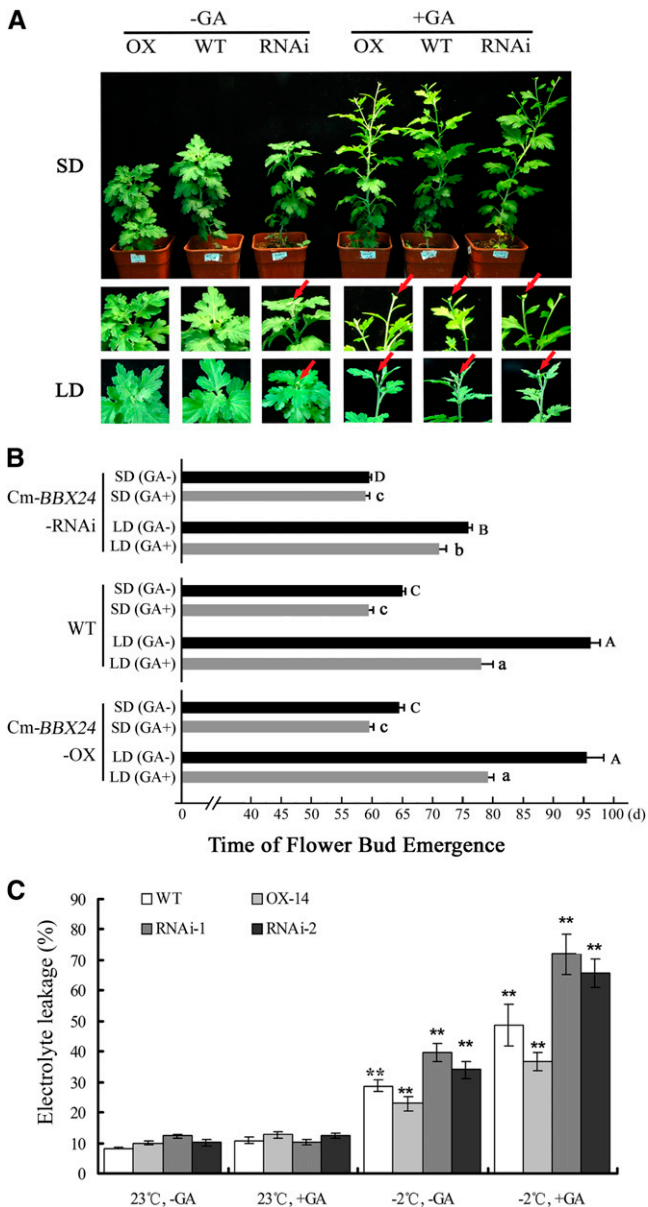 A
-GA +GA
OX WT RNAi OX WT RNAi
SD
LD
B
Cm-BBX24
-RNAi
SD (GA-) D
SD (GA+) c
LD (GA-) B
LD (GA+) b
WT
SD (GA-) C
SD (GA+) c
LD (GA-) A
LD (GA+) a
Cm-BBX24
-OX
SD (GA-) C
SD (GA+) c
LD (GA-) A
LD (GA+) a
0 40 45 50 55 60 65 70 75 80 85 90 95 100 (d)
Time of Flower Bud Emergence
C
WT OX-14
RNAi-1 RNAi-2
Electrolyte leakage (%)
90
80
70
60
50
40
30
20
10
0
** ** ** ** ** ** ** **
23℃, -GA 23℃, +GA -2℃, -GA -2℃, +GA